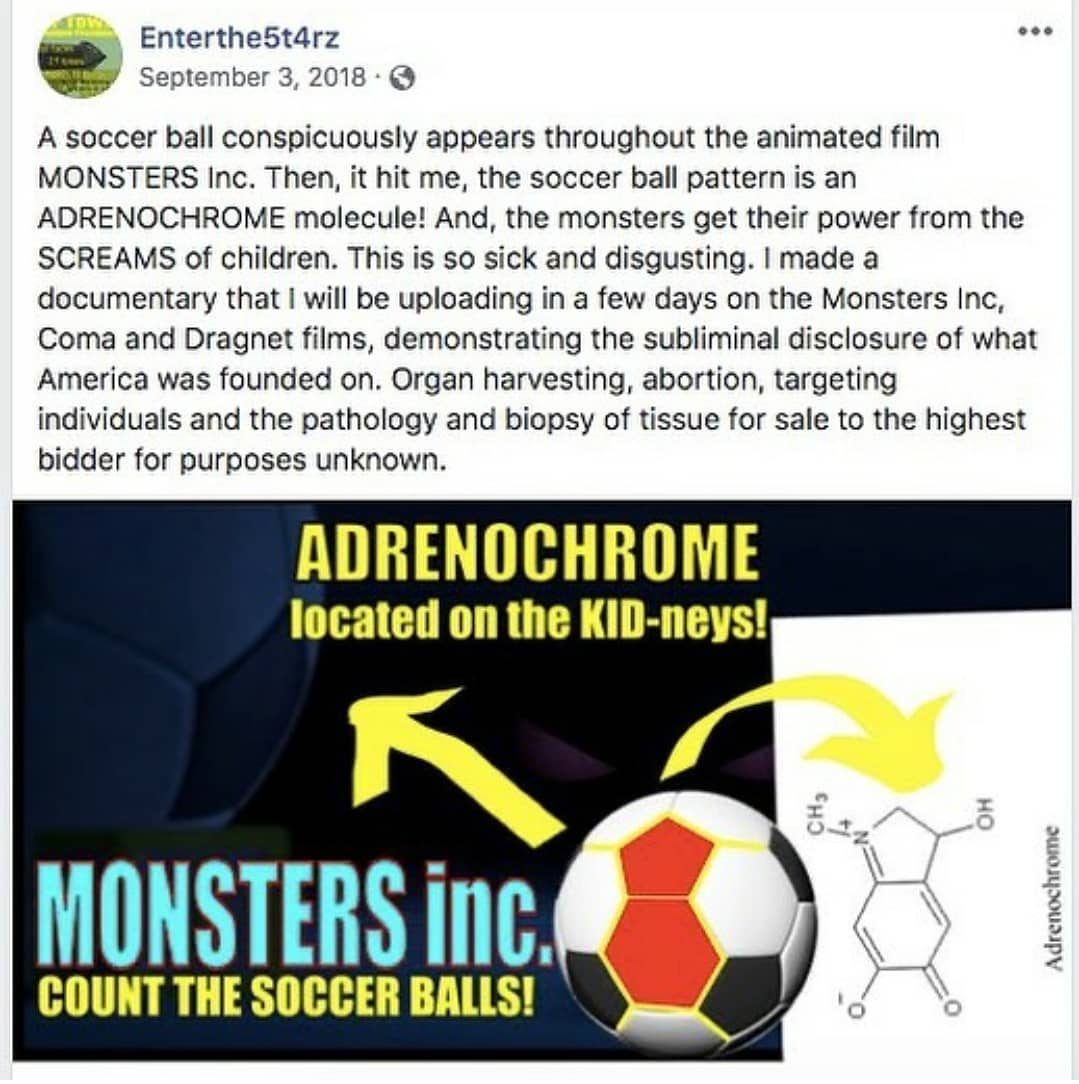 Enterthe5t4rz
September 3, 2018 ·
A soccer ball conspicuously appears throughout the animated film
MONSTERS Inc. Then, it hit me, the soccer ball pattern is an
ADRENOCHROME molecule! And, the monsters get their power from the
SCREAMS of children. This is so sick and disgusting. I made a
documentary that I will be uploading in a few days on the Monsters Inc,
Coma and Dragnet films, demonstrating the subliminal disclosure of what
America was founded on. Organ harvesting, abortion, targeting
individuals and the pathology and biopsy of tissue for sale to the highest
bidder for purposes unknown.
ADRENOCHROME
located on the KID-neys!
MONSTERS inc.
COUNT THE SOCCER BALLS!
CH3
N+
OH
O-
O
Adrenochrome